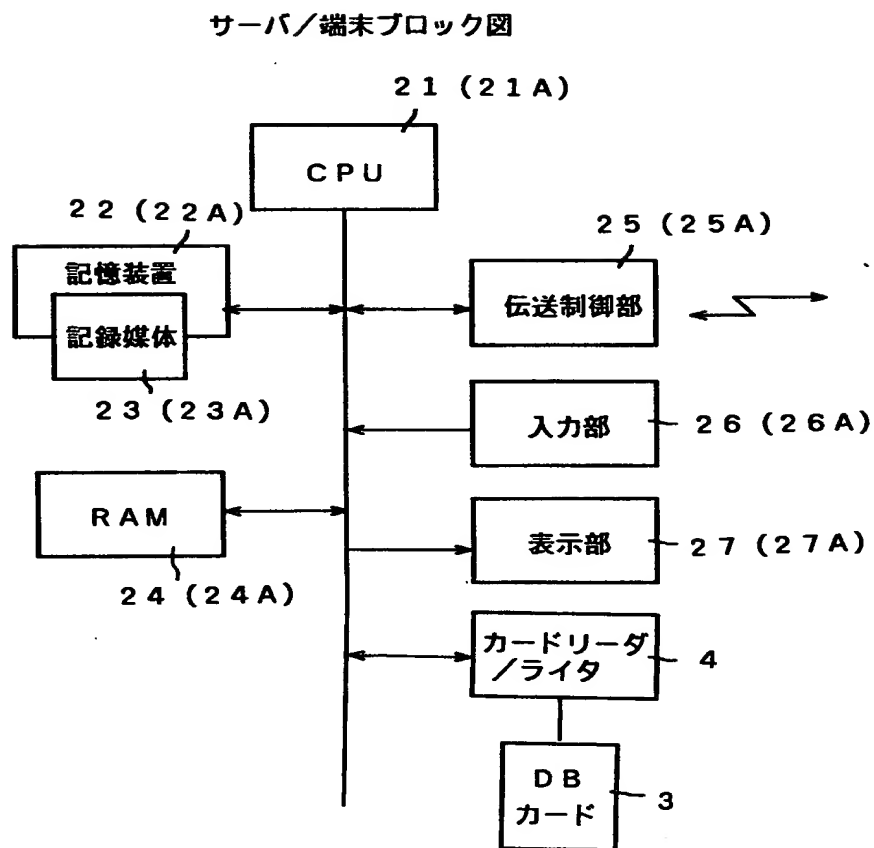 サーバ/端末ブロック図
21(21A)
CPU
22(22A)
記憶装置
記録媒体
23(23A)
25(25A)
伝送制御部
入力部
26(26A)
RAM
24(24A)
表示部
27(27A)
カードリーダ
/ライタ
4
DB
カード
3